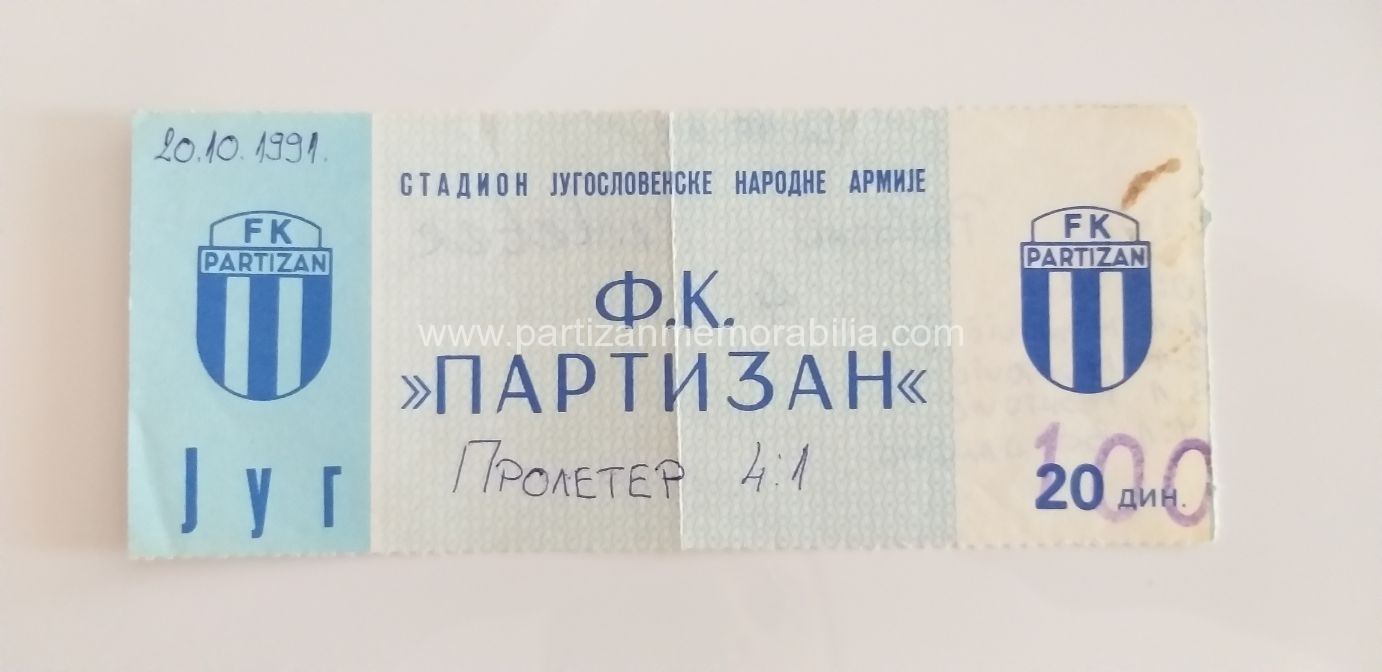 20.10.1991.
FK
PARTIZAN
Југ
СТАДИОН ЈУГОСЛОВЕНСКЕ НАРОДНЕ АРМИЈЕ
Ф.К.
www.partizanmemorabilia.com
»ПАРТИЗАН«
ПРОЛЕТЕР 4:1
FK
PARTIZAN
100
20 ДИН.